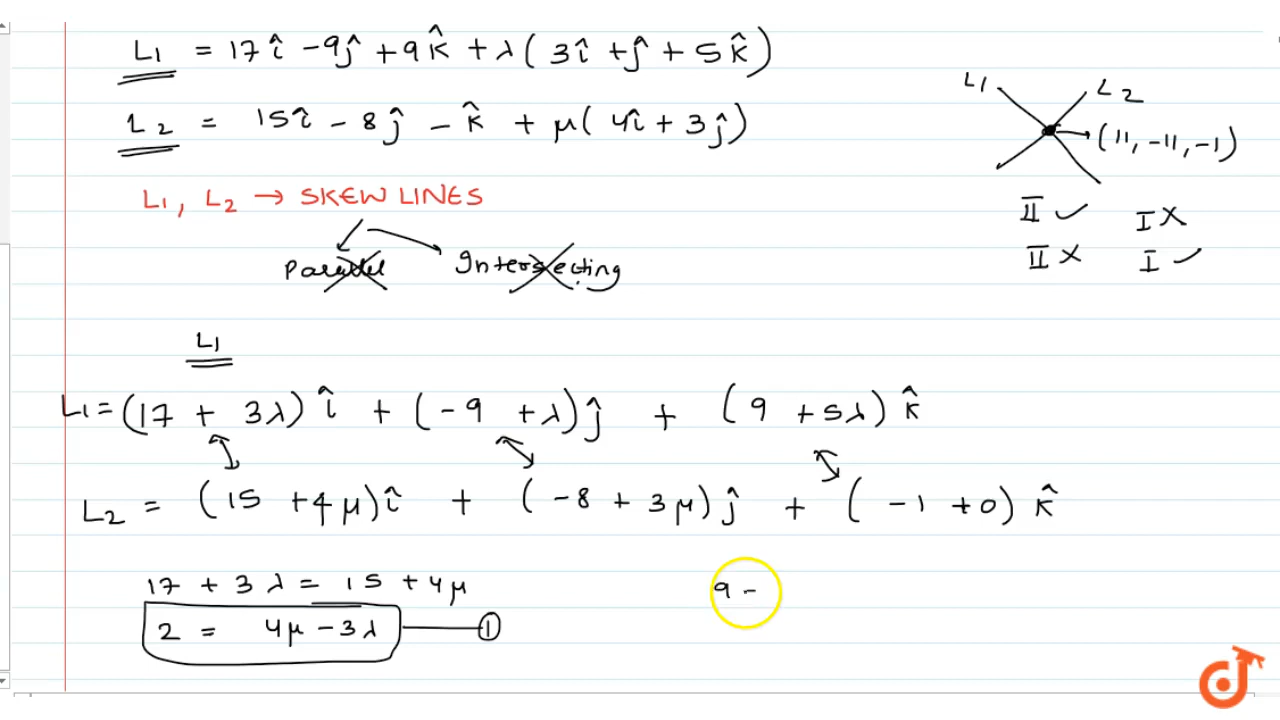 L1 = 17î - 9ĵ + 9k̂ + λ( 3î + ĵ + 5k̂ )
L2 = 15î - 8ĵ - k̂ + μ( 4î + 3ĵ )
L1 L2
(11, -11, -1)
L1, L2 → SKEW LINES
II ✓ I X
Parallel Intersecting
II X I ✓
L1
L1 = (17 + 3λ) î + (-9 + λ) ĵ + (9 + 5λ) k̂
L2 = (15 + 4μ) î + (-8 + 3μ) ĵ + (-1 + 0) k̂
17 + 3λ = 15 + 4μ
9 -
2 = 4μ - 3λ ①